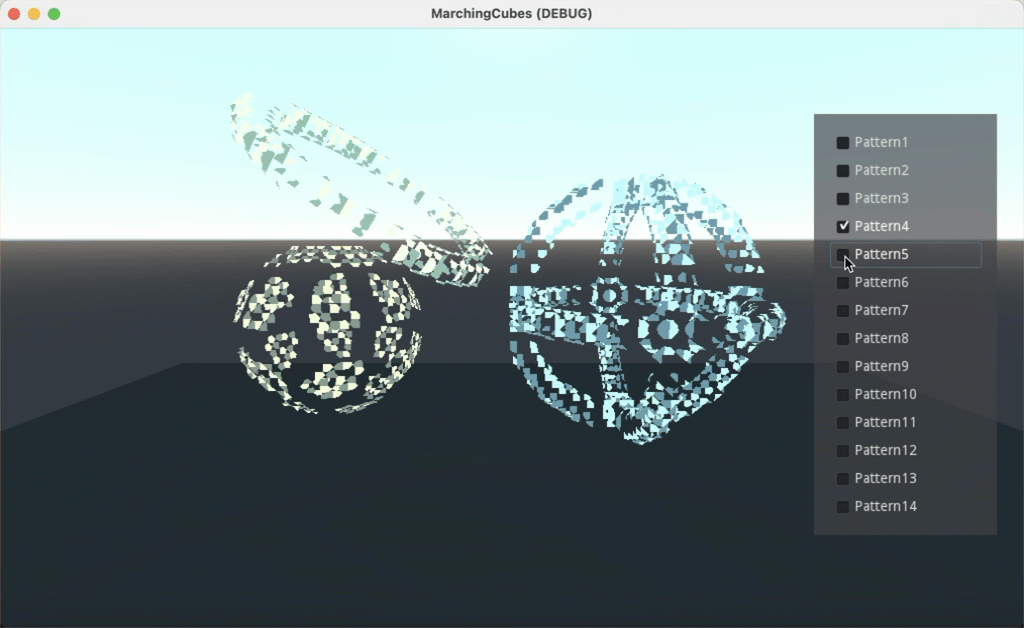 MarchingCubes (DEBUG)
Pattern1
Pattern2
Pattern3
Pattern4
Pattern5
Pattern6
Pattern7
Pattern8
Pattern9
Pattern10
Pattern11
Pattern12
Pattern13
Pattern14